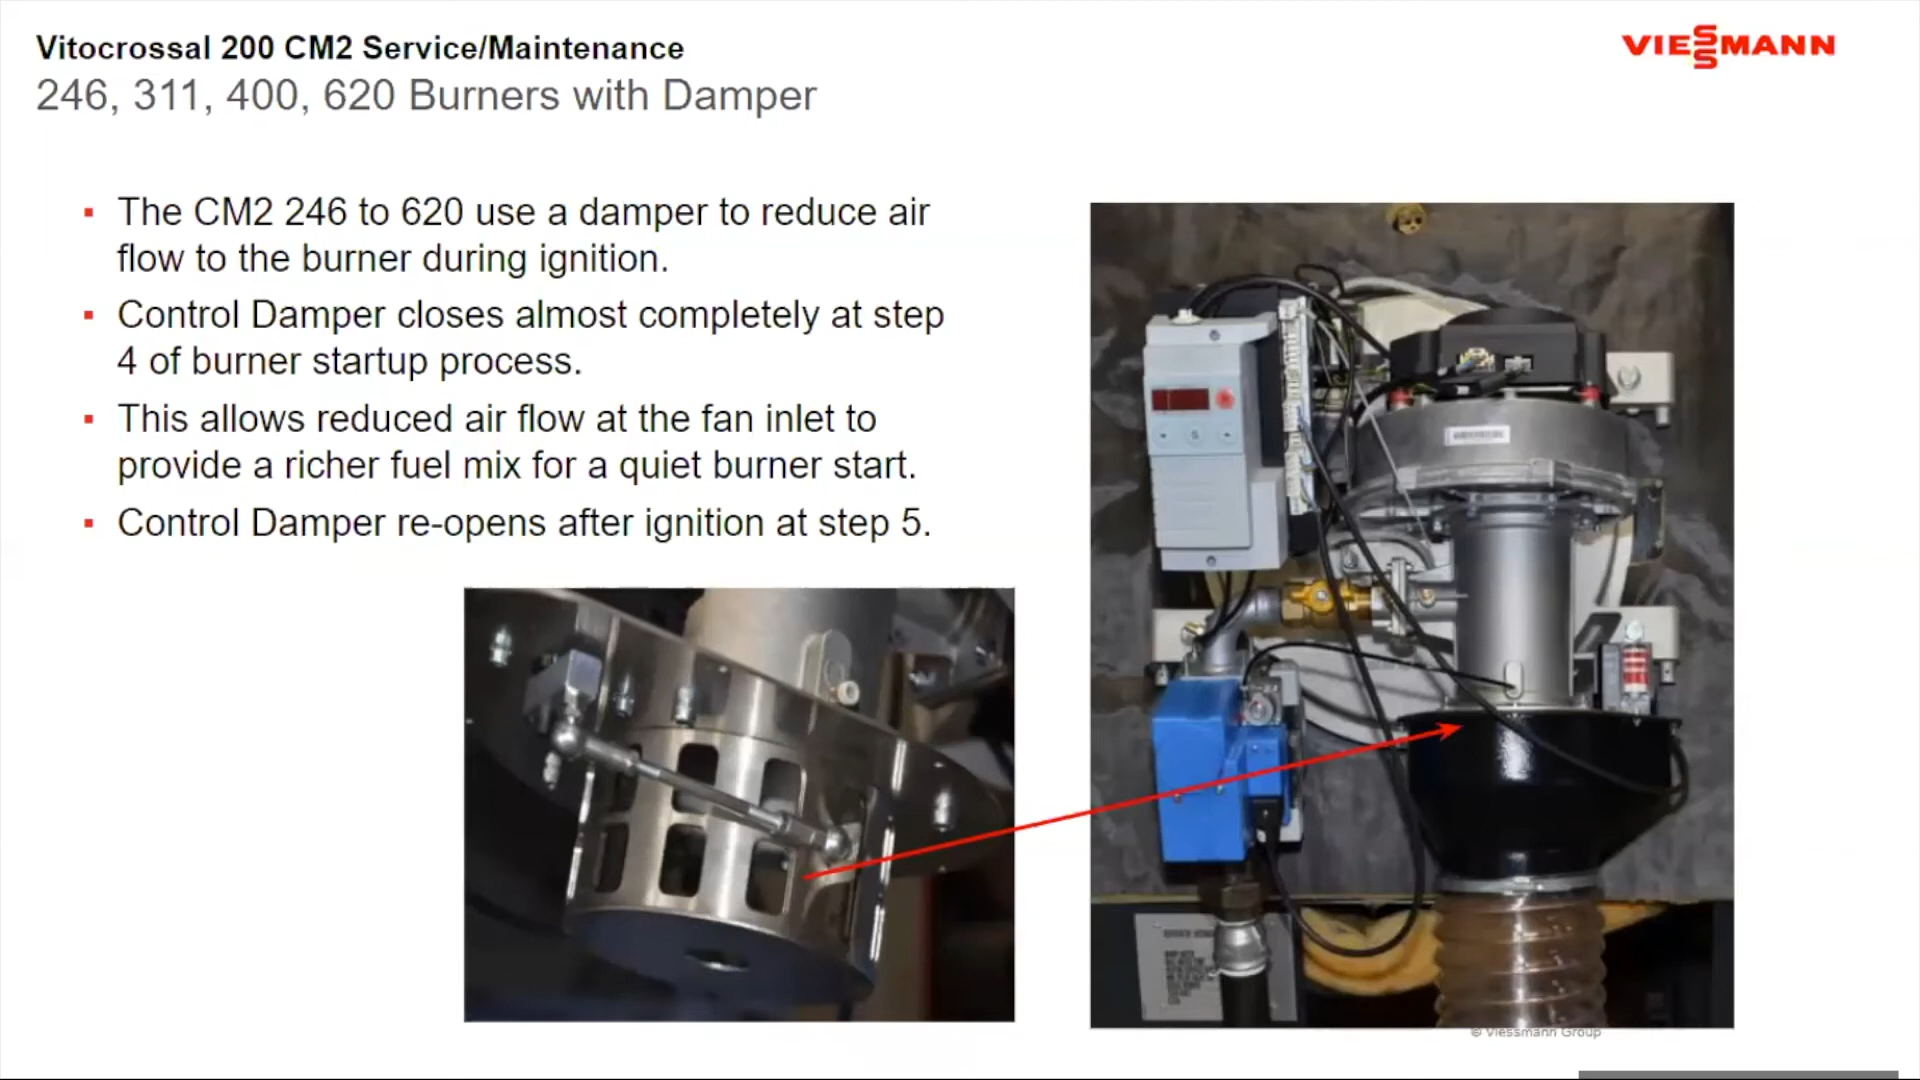 Vitocrossal 200 CM2 Service/Maintenance
246, 311, 400, 620 Burners with Damper
VIESSMANN
▪ The CM2 246 to 620 use a damper to reduce air
flow to the burner during ignition.
▪ Control Damper closes almost completely at step
4 of burner startup process.
▪ This allows reduced air flow at the fan inlet to
provide a richer fuel mix for a quiet burner start.
▪ Control Damper re-opens after ignition at step 5.
© Viessmann Group